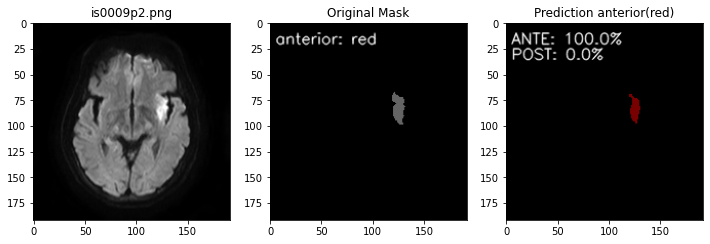 is0009p2.png
0
25
50
75
100
125
150
175
0 50 100 150
Original Mask
anterior: red
0
25
50
75
100
125
150
175
0 50 100 150
Prediction anterior(red)
ANTE: 100.0%
POST: 0.0%
0
25
50
75
100
125
150
175
0 50 100 150